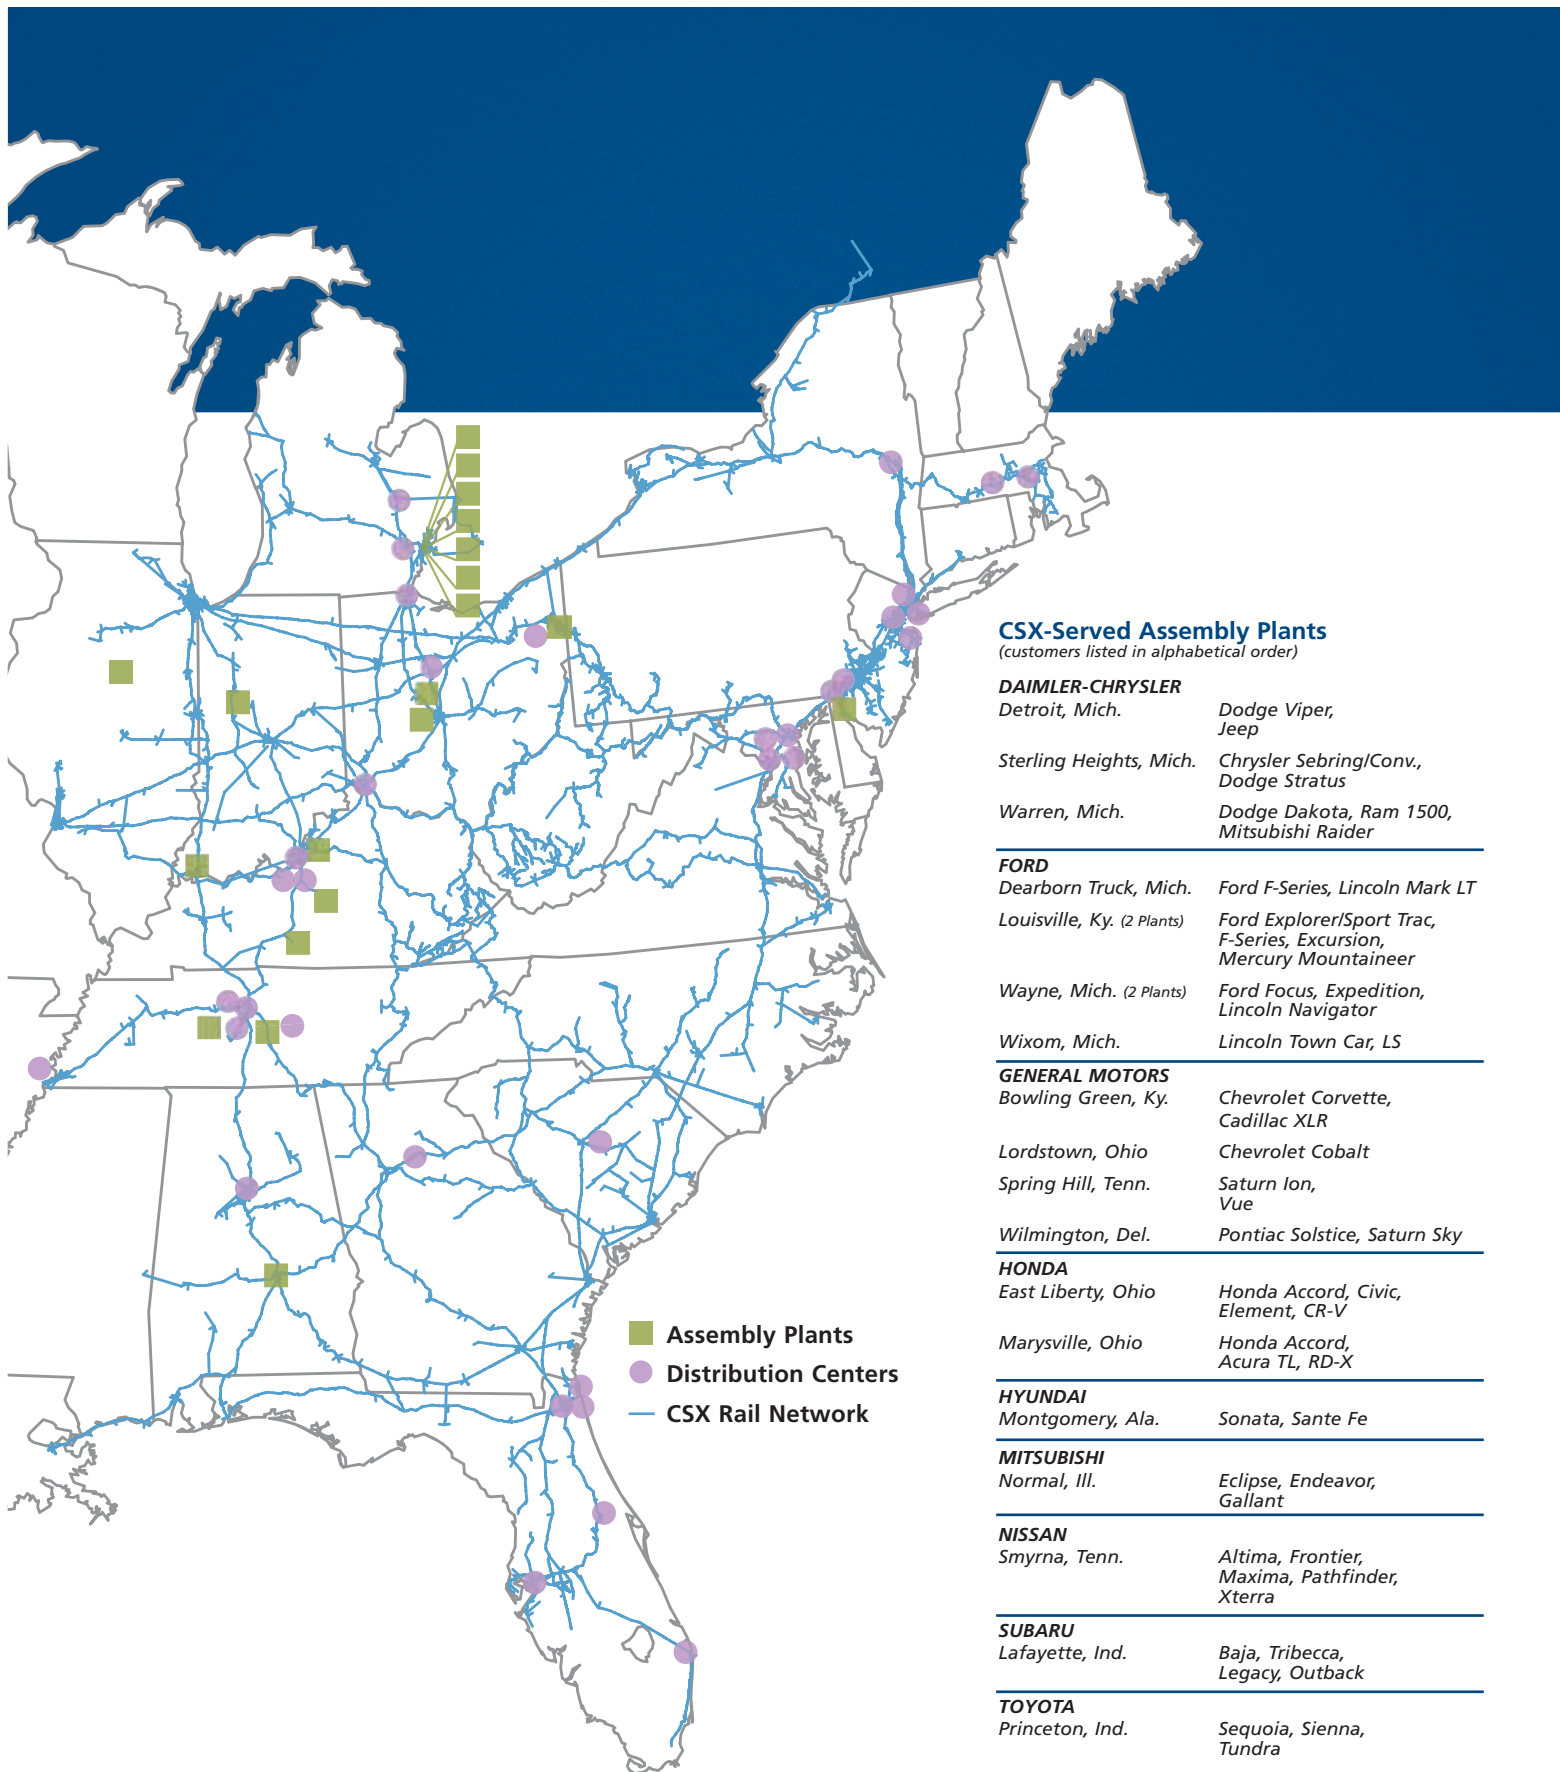 CSX-Served Assembly Plants
(customers listed in alphabetical order)
DAIMLER-CHRYSLER
Detroit, Mich. Dodge Viper,
Jeep
Sterling Heights, Mich. Chrysler Sebring/Conv.,
Dodge Stratus
Warren, Mich. Dodge Dakota, Ram 1500,
Mitsubishi Raider
FORD
Dearborn Truck, Mich. Ford F-Series, Lincoln Mark LT
Louisville, Ky. (2 Plants) Ford Explorer/Sport Trac,
F-Series, Excursion,
Mercury Mountaineer
Wayne, Mich. (2 Plants) Ford Focus, Expedition,
Lincoln Navigator
Wixom, Mich. Lincoln Town Car, LS
GENERAL MOTORS
Bowling Green, Ky. Chevrolet Corvette,
Cadillac XLR
Lordstown, Ohio Chevrolet Cobalt
Spring Hill, Tenn. Saturn Ion,
Vue
Wilmington, Del. Pontiac Solstice, Saturn Sky
HONDA
East Liberty, Ohio Honda Accord, Civic,
Element, CR-V
Marysville, Ohio Honda Accord,
Acura TL, RD-X
HYUNDAI
Montgomery, Ala. Sonata, Sante Fe
MITSUBISHI
Normal, Ill. Eclipse, Endeavor,
Gallant
NISSAN
Smyrna, Tenn. Altima, Frontier,
Maxima, Pathfinder,
Xterra
SUBARU
Lafayette, Ind. Baja, Tribecca,
Legacy, Outback
TOYOTA
Princeton, Ind. Sequoia, Sienna,
Tundra
Assembly Plants
Distribution Centers
CSX Rail Network